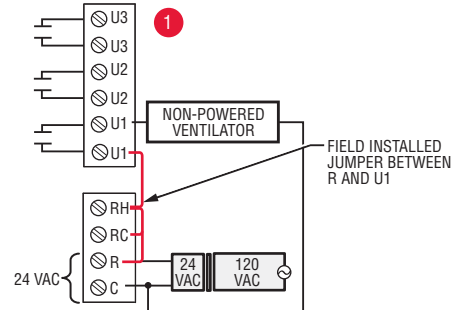 U3
1
U3
U2
U2
U1
NON-POWERED
VENTILATOR
U1
FIELD INSTALLED
JUMPER BETWEEN
R AND U1
RH
RC
R
24
VAC
120
VAC
24 VAC
C